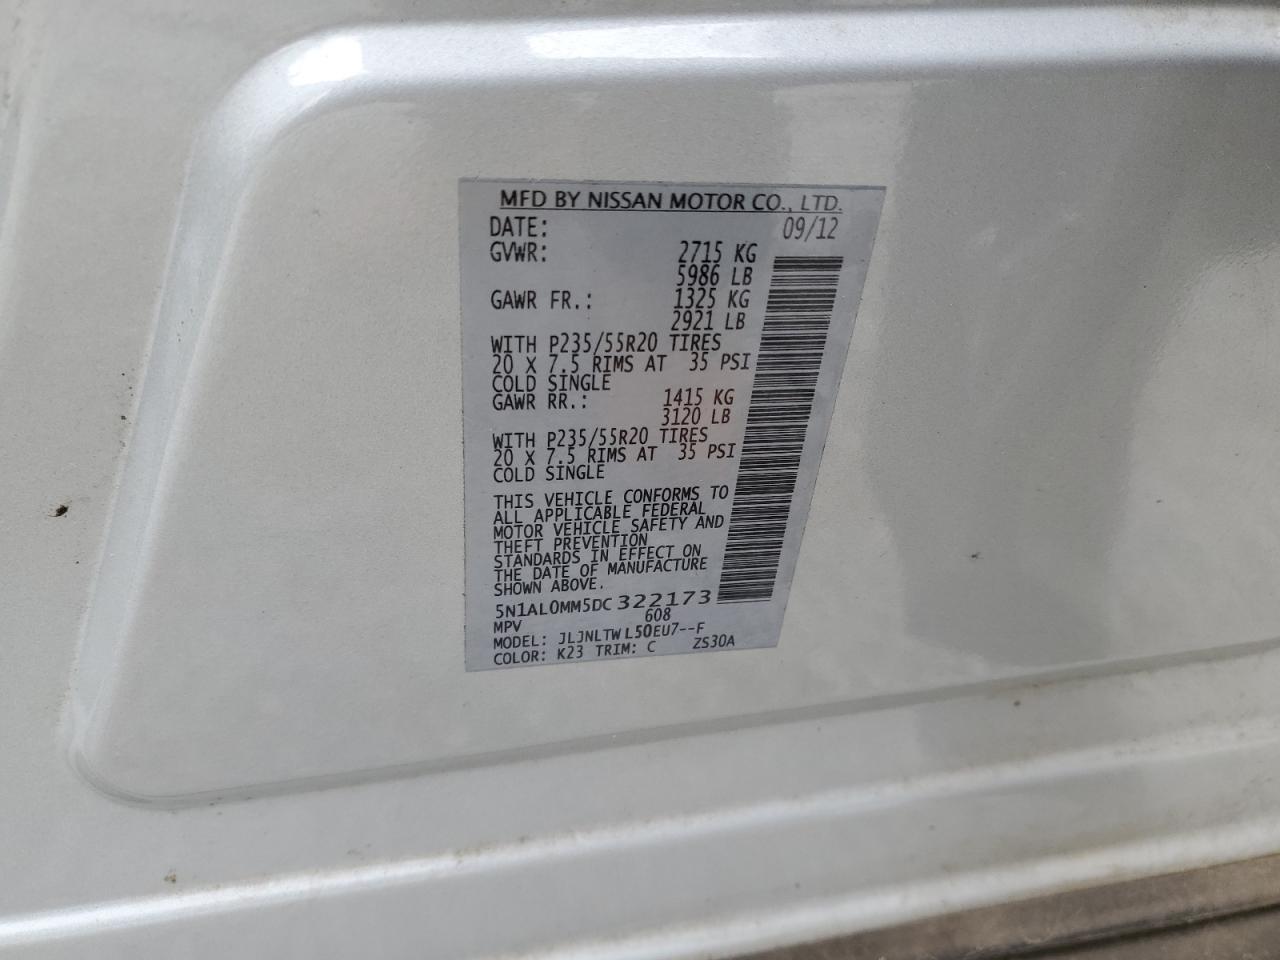 MFD BY NISSAN MOTOR CO., LTD.
DATE: 09/12
GVWR: 2715 KG
5986 LB
GAWR FR.: 1325 KG
2921 LB
WITH P235/55R20 TIRES
20 X 7.5 RIMS AT 35 PSI
COLD SINGLE
GAWR RR.: 1415 KG
3120 LB
WITH P235/55R20 TIRES
20 X 7.5 RIMS AT 35 PSI
COLD SINGLE
THIS VEHICLE CONFORMS TO
ALL APPLICABLE FEDERAL
MOTOR VEHICLE SAFETY AND
THEFT PREVENTION
STANDARDS IN EFFECT ON
THE DATE OF MANUFACTURE
SHOWN ABOVE.
5N1AL0MM5DC322173
MPV 608
MODEL: JLJNLTWL50EU7--F
COLOR: K23 TRIM: C ZS30A